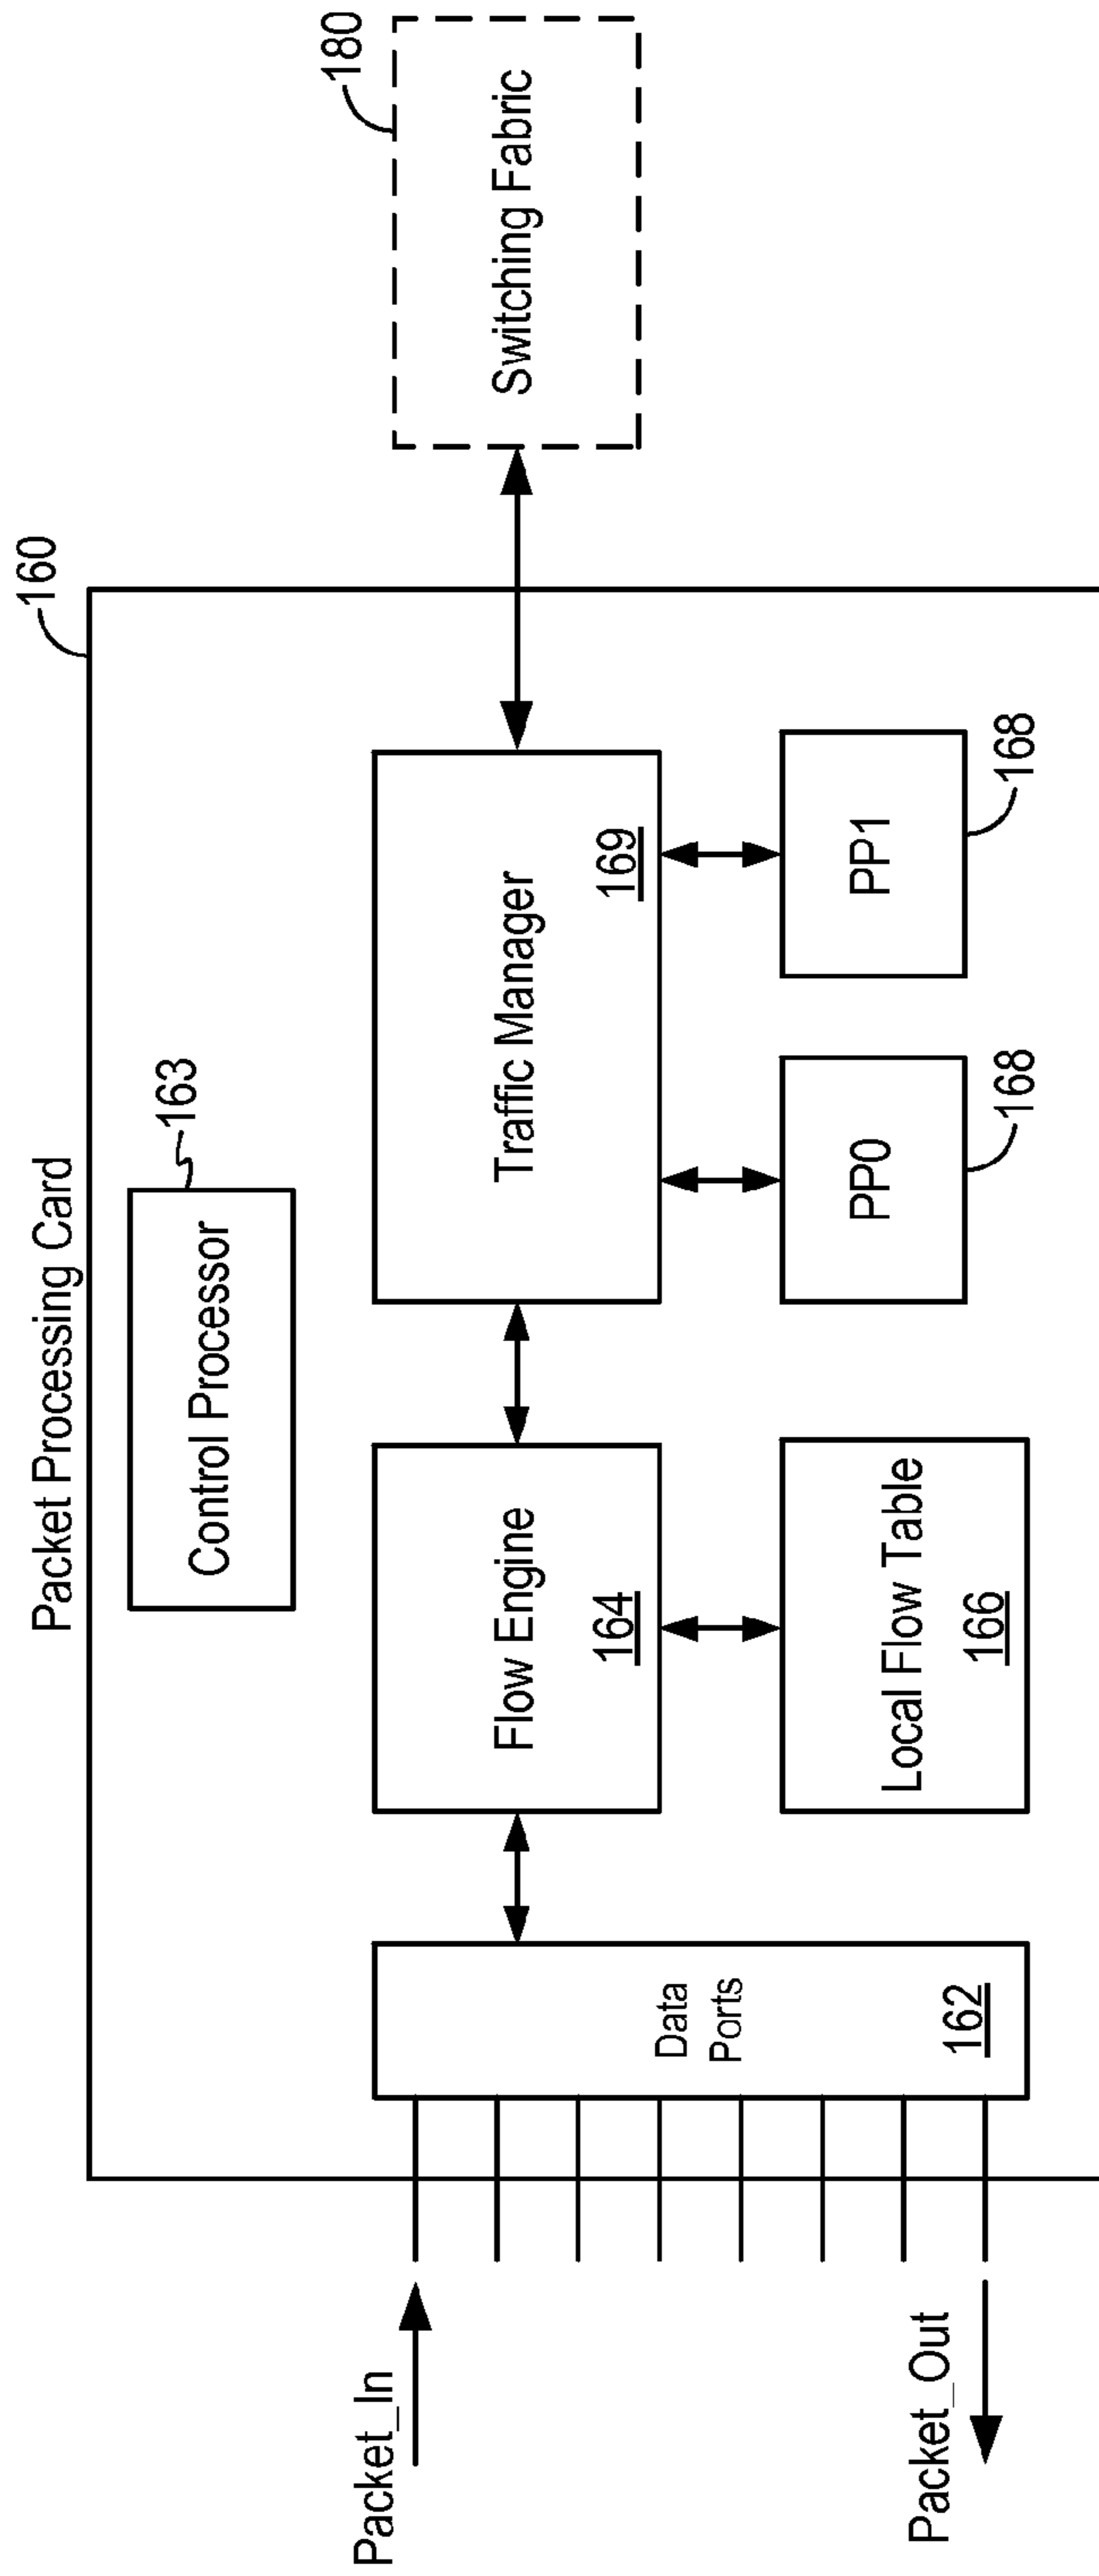 Packet Processing Card
160
180
Control Processor
163
Switching Fabric
Packet_In
Data
Ports
162
Flow Engine
164
Traffic Manager
169
Local Flow Table
166
PP0
168
PP1
168
Packet_Out